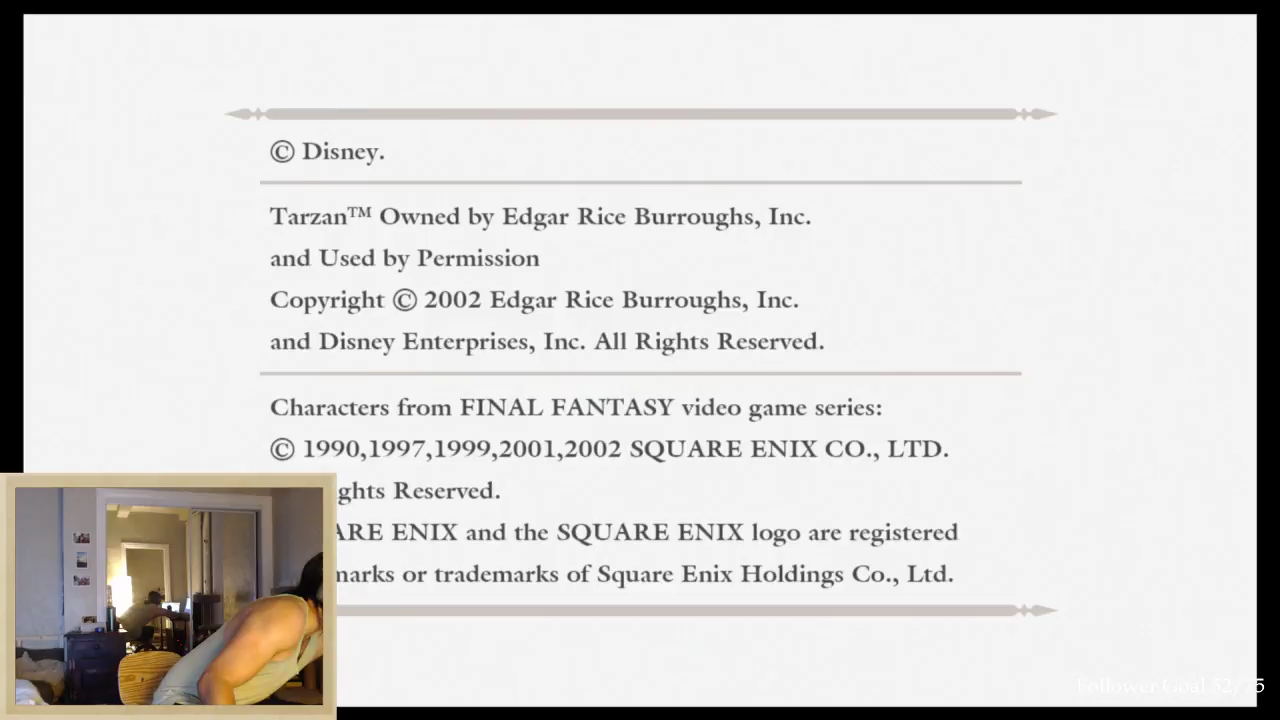 © Disney.
Tarzan™ Owned by Edgar Rice Burroughs, Inc.
and Used by Permission
Copyright © 2002 Edgar Rice Burroughs, Inc.
and Disney Enterprises, Inc. All Rights Reserved.
Characters from FINAL FANTASY video game series:
© 1990,1997,1999,2001,2002 SQUARE ENIX CO., LTD.
ghts Reserved.
ARE ENIX and the SQUARE ENIX logo are registered
marks or trademarks of Square Enix Holdings Co., Ltd.
Follower Goal